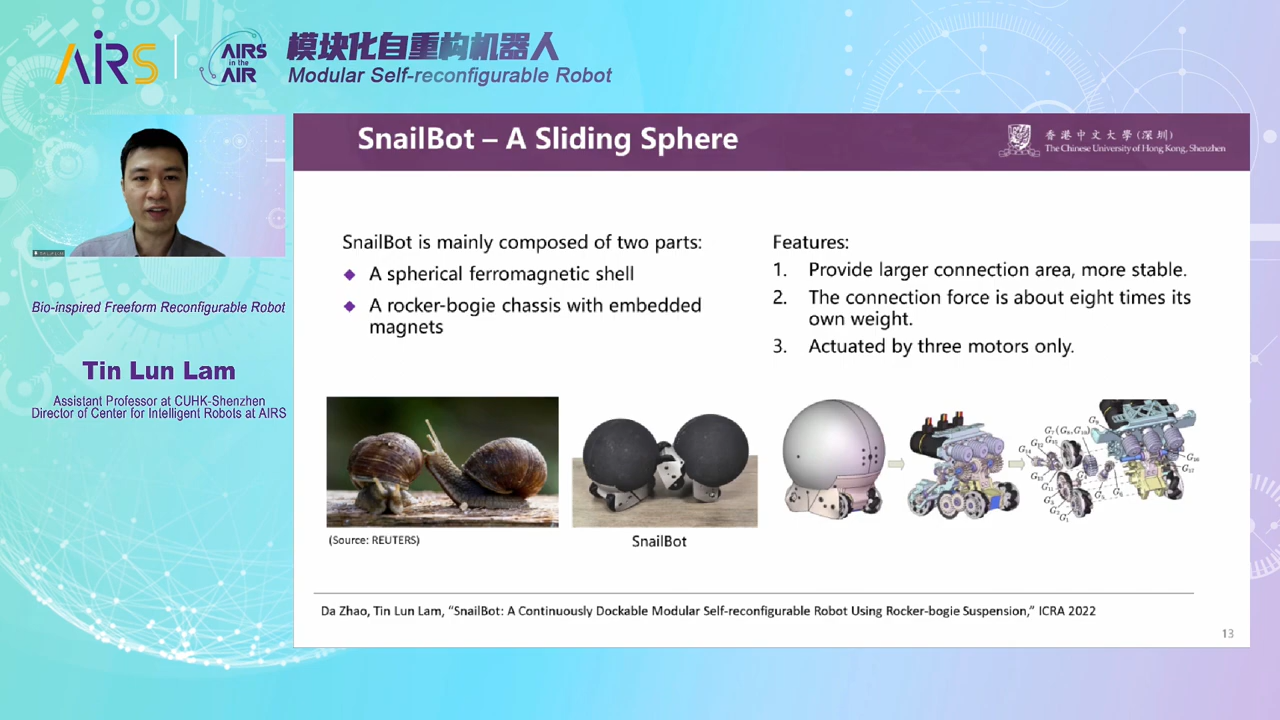 AIRS
AIRS
in the
AIR
模块化自重构机器人
Modular Self-reconfigurable Robot
SnailBot – A Sliding Sphere
香港中文大學(深圳)
The Chinese University of Hong Kong, Shenzhen
SnailBot is mainly composed of two parts:
A spherical ferromagnetic shell
A rocker-bogie chassis with embedded
magnets
Features:
1. Provide larger connection area, more stable.
2. The connection force is about eight times its
own weight.
3. Actuated by three motors only.
Bio-inspired Freeform Reconfigurable Robot
Tin Lun Lam
Assistant Professor at CUHK-Shenzhen
Director of Center for Intelligent Robots at AIRS
(Source: REUTERS)
SnailBot
Da Zhao, Tin Lun Lam, “SnailBot: A Continuously Dockable Modular Self-reconfigurable Robot Using Rocker-bogie Suspension,” ICRA 2022
13